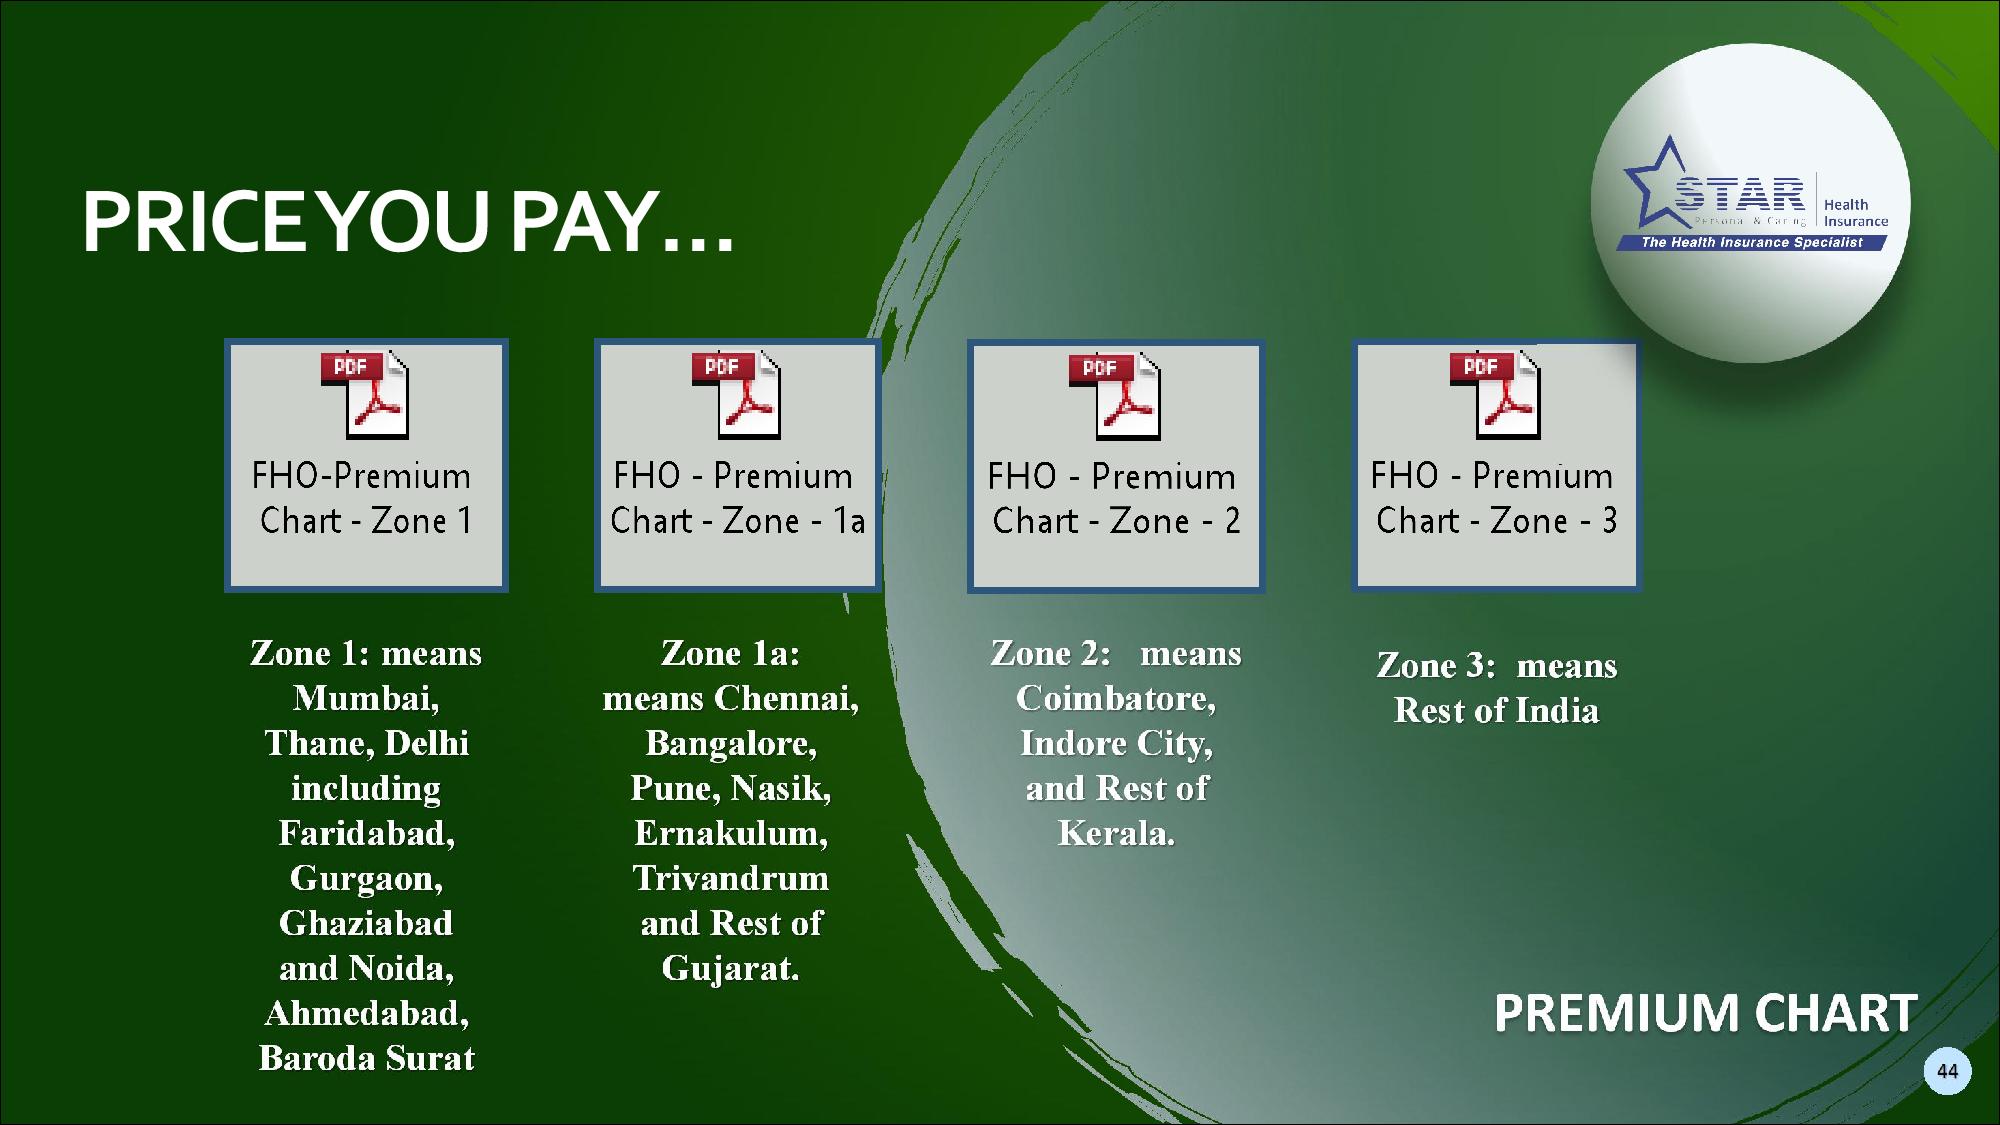 PRICE YOU PAY...
STAR
Personal & Caring
Health
Insurance
The Health Insurance Specialist
PDF
FHO-Premium
Chart - Zone 1
PDF
FHO - Premium
Chart - Zone - 1a
PDF
FHO - Premium
Chart - Zone - 2
PDF
FHO - Premium
Chart - Zone - 3
Zone 1: means
Mumbai,
Thane, Delhi
including
Faridabad,
Gurgaon,
Ghaziabad
and Noida,
Ahmedabad,
Baroda Surat
Zone 1a:
means Chennai,
Bangalore,
Pune, Nasik,
Ernakulum,
Trivandrum
and Rest of
Gujarat.
Zone 2: means
Coimbatore,
Indore City,
and Rest of
Kerala.
Zone 3: means
Rest of India
PREMIUM CHART
44